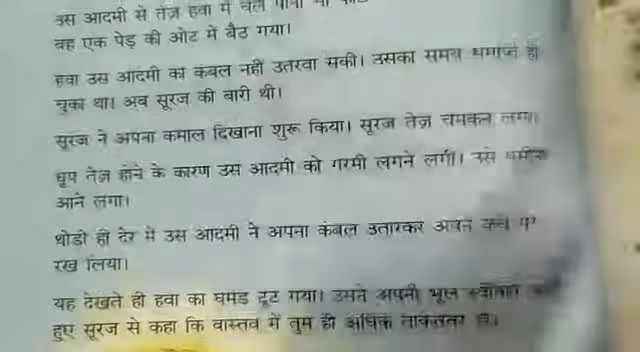 उस आदमी से तेज़ हवा में चला
वह एक पेड़ की ओट में बैठ गया।
हवा उस आदमी का कंबल नहीं उतरवा सकी। उसका समय समाप्त हो
चुका था। अब सूरज की बारी थी।
सूरज ने अपना कमाल दिखाना शुरू किया। सूरज तेज़ चमकने लगा।
धूप तेज़ होने के कारण उस आदमी को गरमी लगने लगी। उसे पसीना
आने लगा।
थोड़ी ही देर में उस आदमी ने अपना कंबल उतारकर अपने कंधे पर
रख लिया।
यह देखते ही हवा का घमंड टूट गया। उसने अपनी भूल स्वीकार
हुए सूरज से कहा कि वास्तव में तुम ही अधिक ताकतवर हो।